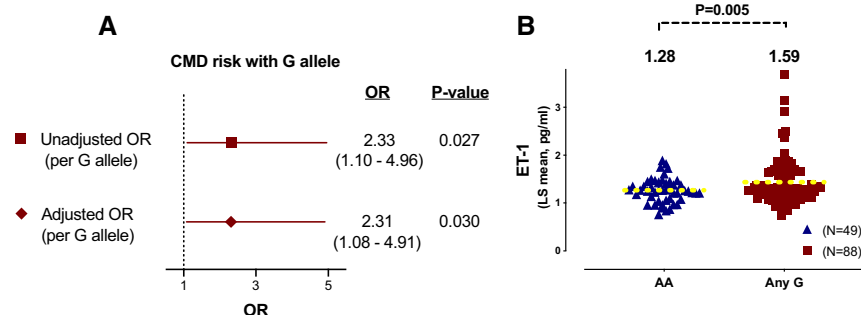 A
CMD risk with G allele
OR P-value
Unadjusted OR
(per G allele)
2.33
(1.10 - 4.96)
0.027
Adjusted OR
(per G allele)
2.31
(1.08 - 4.91)
0.030
1 3 5
OR
B
P=0.005
1.28 1.59
ET-1
(LS mean, pg/ml)
3
2
1
0
(N=49)
(N=88)
AA Any G